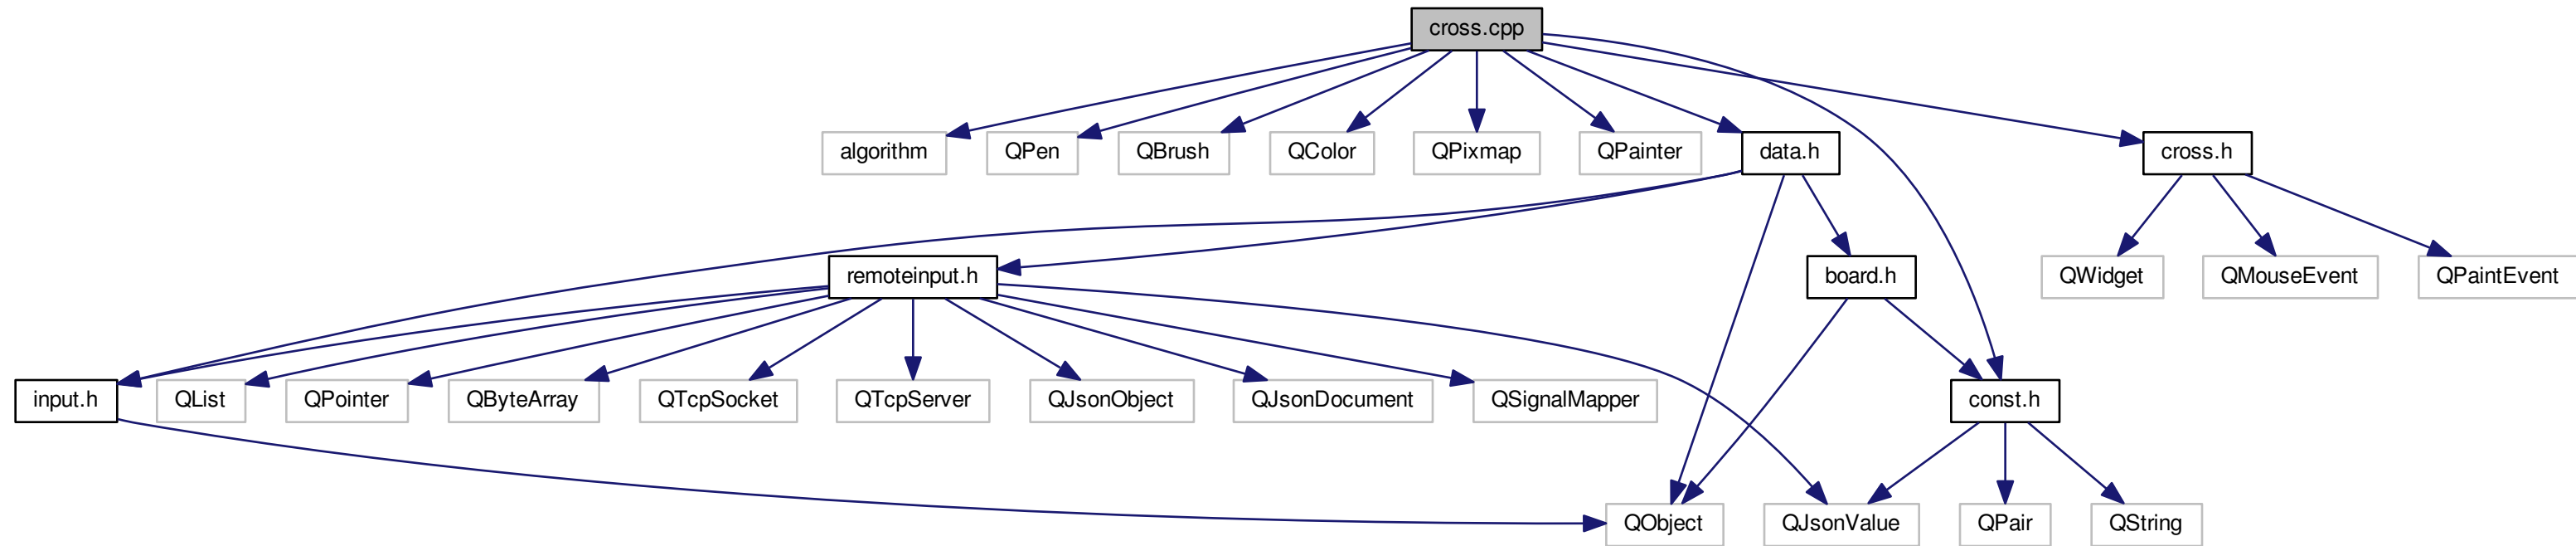 cross.cpp
algorithm
QPen
QBrush
QColor
QPixmap
QPainter
data.h
cross.h
remoteinput.h
board.h
QWidget
QMouseEvent
QPaintEvent
input.h
QList
QPointer
QByteArray
QTcpSocket
QTcpServer
QJsonObject
QJsonDocument
QSignalMapper
const.h
QObject
QJsonValue
QPair
QString